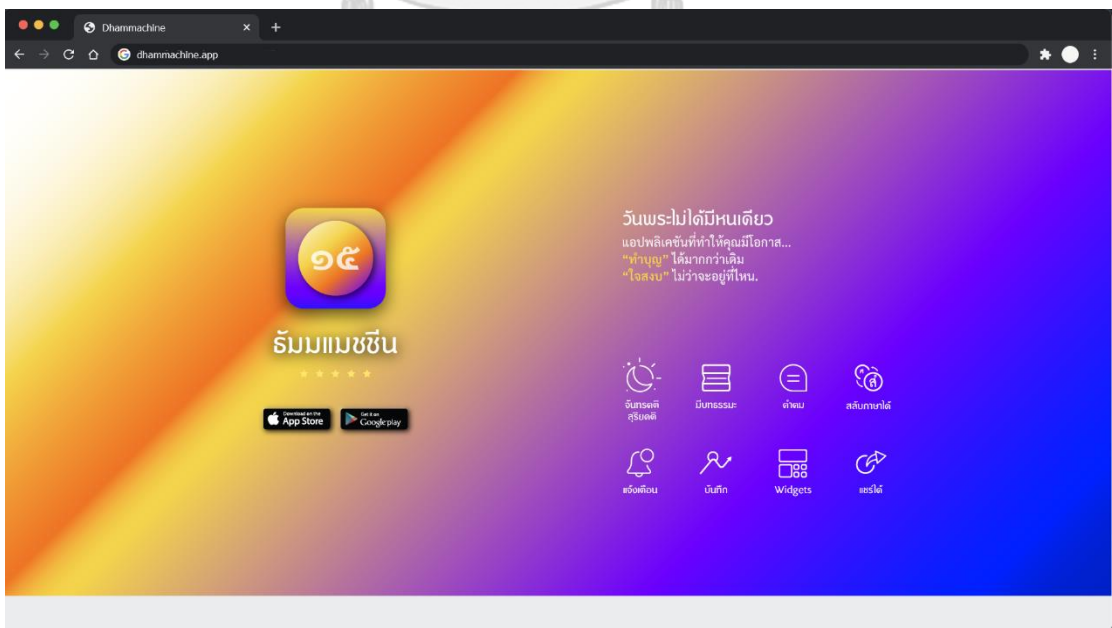 Dhammachine
dhammachine.app
๑๕
ธัมมแมชชีน
Download on the
App Store
Get it on
Google play
วันพระไม่ได้มีหนเดียว
แอปพลิเคชันที่ทำให้คุณมีโอกาส...
“ทำบุญ” ได้มากกว่าเดิม
“ใจสงบ” ไม่ว่าจะอยู่ที่ไหน.
จันทรคติ
สุริยคติ
มีบทธรรมะ
คำคม
สลับภาษาได้
แจ้งเตือน
บันทึก
Widgets
แชร์ได้